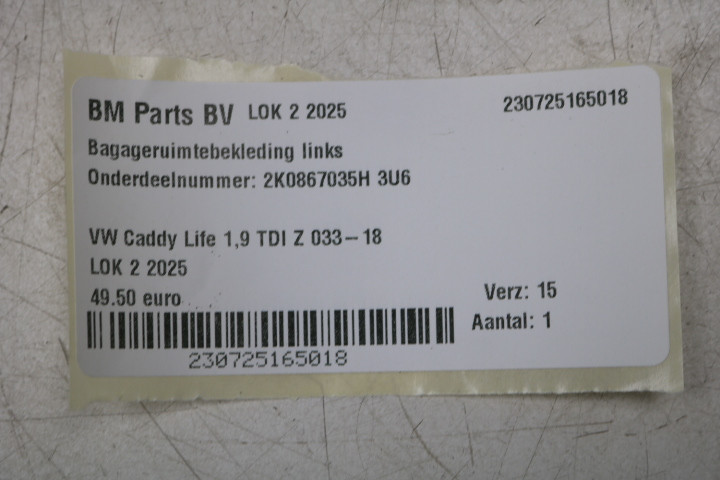 BM Parts BV LOK 2 2025 230725165018
Bagageruimtebekleding links
Onderdeelnummer: 2K0867035H 3U6
VW Caddy Life 1,9 TDI Z 033-18
LOK 2 2025
49.50 euro Verz: 15
Aantal: 1
230725165018